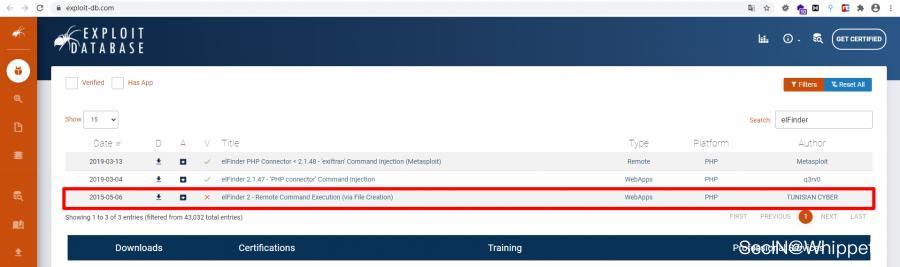 exploit-db.com
EXPLOIT
DATABASE
GET CERTIFIED
Verified Has App
Filters Reset All
Show 15 Search: elFinder
Date D A V Title Type Platform Author
2019-03-13 elFinder PHP Connector < 2.1.48 - 'exiftran' Command Injection (Metasploit) Remote PHP Metasploit
2019-03-04 elFinder 2.1.47 - 'PHP connector' Command Injection WebApps PHP q3rv0
2015-05-06 elFinder 2 - Remote Command Execution (via File Creation) WebApps PHP TUNISIAN CYBER
Showing 1 to 3 of 3 entries (filtered from 43,032 total entries) FIRST PREVIOUS 1 NEXT LAST
Downloads Certifications Training Professional Services
SecIN@Whippet